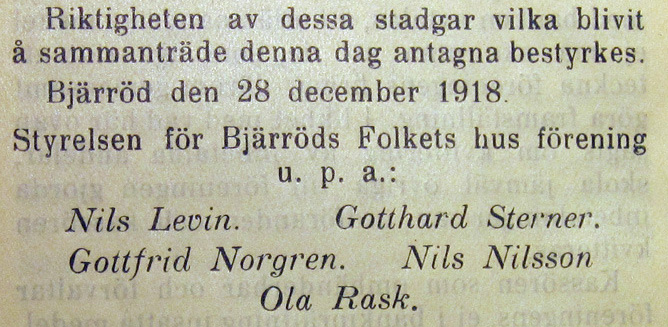 Riktigheten av dessa stadgar vilka blivit
å sammanträde denna dag antagna bestyrkes.
Bjärröd den 28 december 1918.
Styrelsen för Bjärröds Folkets hus förening
u. p. a.:
Nils Levin. Gotthard Sterner.
Gottfrid Norgren. Nils Nilsson
Ola Rask.